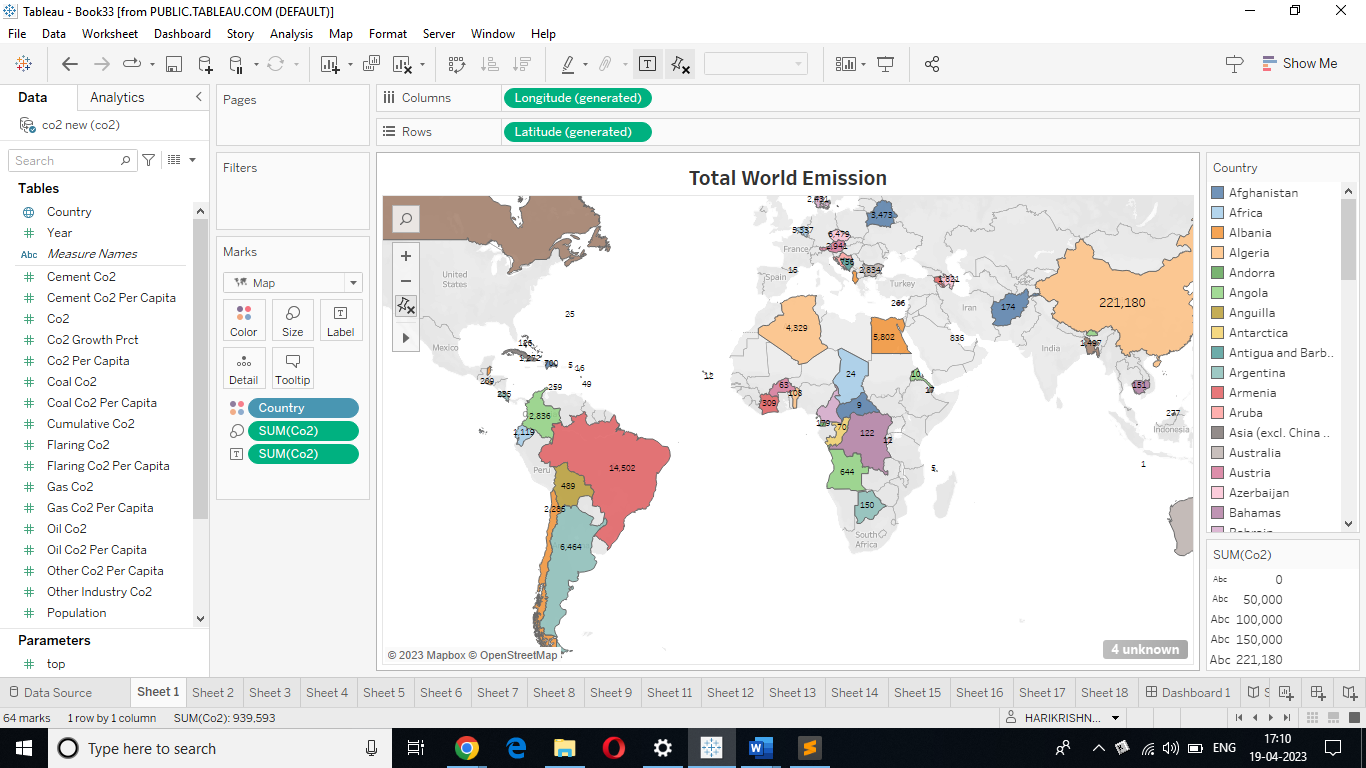 Tableau - Book33 [from PUBLIC.TABLEAU.COM (DEFAULT)]
File Data Worksheet Dashboard Story Analysis Map Format Server Window Help
Show Me
Data Analytics
co2 new (co2)
Search
Tables
Country
Year
Abc Measure Names
Cement Co2
Cement Co2 Per Capita
Co2
Co2 Growth Prct
Co2 Per Capita
Coal Co2
Coal Co2 Per Capita
Cumulative Co2
Flaring Co2
Flaring Co2 Per Capita
Gas Co2
Gas Co2 Per Capita
Oil Co2
Oil Co2 Per Capita
Other Co2 Per Capita
Other Industry Co2
Population
Parameters
top
Pages
Filters
Marks
Map
Color Size Label
Detail Tooltip
Country
SUM(Co2)
SUM(Co2)
Columns Longitude (generated)
Rows Latitude (generated)
Total World Emission
5,473
6,479
France
756
Spain 15
2,834
Turkey
1,821
266
United States
25
4,329
5,802
836
Iran
174
221,180
India
1,497
Mexico
126
1,272
700
5 16
49
269
259
12
63
108
309
24
10
17
151
237
Indonesia
2,836
1,119
9
179
70
122
12
Peru
14,502
489
644
5
1
2,235
150
6,464
South Africa
© 2023 Mapbox © OpenStreetMap
4 unknown
Country
Afghanistan
Africa
Albania
Algeria
Andorra
Angola
Anguilla
Antarctica
Antigua and Barb..
Argentina
Armenia
Aruba
Asia (excl. China ..
Australia
Austria
Azerbaijan
Bahamas
Bahrain
SUM(Co2)
Abc 0
Abc 50,000
Abc 100,000
Abc 150,000
Abc 221,180
Data Source Sheet 1 Sheet 2 Sheet 3 Sheet 4 Sheet 5 Sheet 6 Sheet 7 Sheet 8 Sheet 9 Sheet 11 Sheet 12 Sheet 13 Sheet 14 Sheet 15 Sheet 16 Sheet 17 Sheet 18 Dashboard 1 S
64 marks 1 row by 1 column SUM(Co2): 939,593 HARIKRISHN...
Type here to search
ENG
17:10
19-04-2023